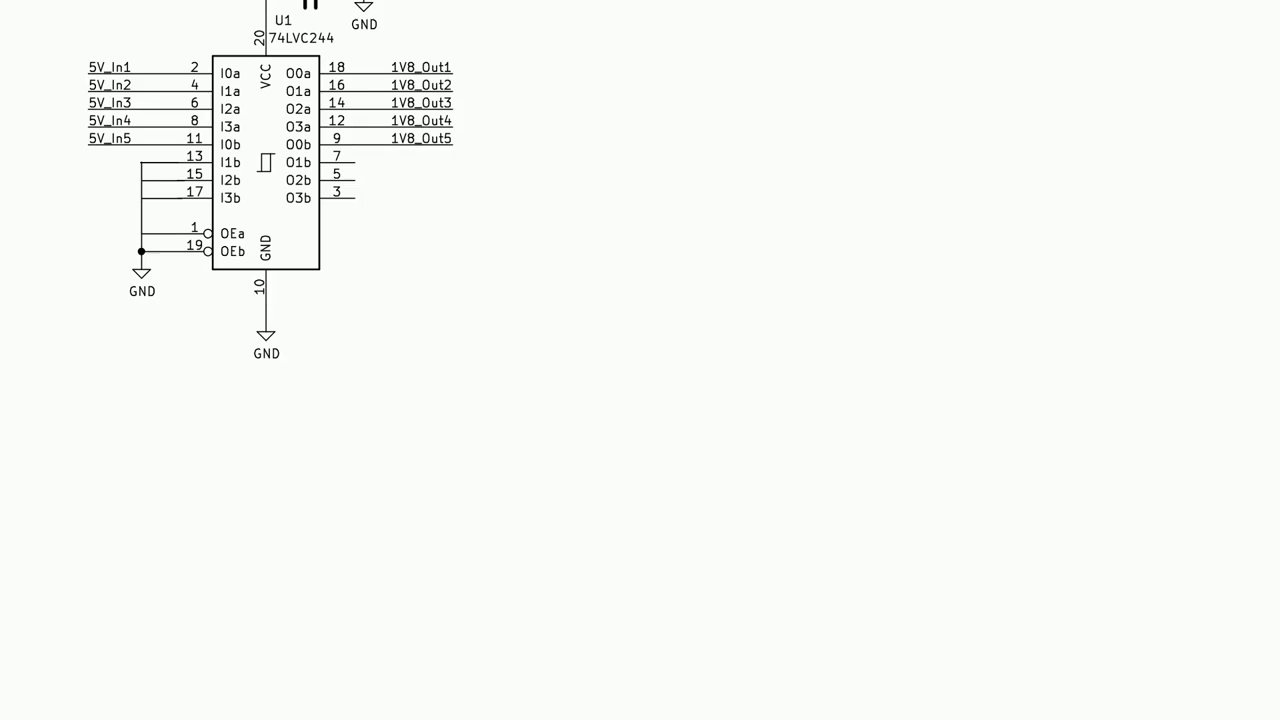 U1
GND
20
74LVC244
5V_In1 2 I0a VCC O0a 18 1V8_Out1
5V_In2 4 I1a O1a 16 1V8_Out2
5V_In3 6 I2a O2a 14 1V8_Out3
5V_In4 8 I3a O3a 12 1V8_Out4
5V_In5 11 I0b O0b 9 1V8_Out5
13 I1b O1b 7
15 I2b O2b 5
17 I3b O3b 3
1 OEa
19 OEb GND
10
GND
GND